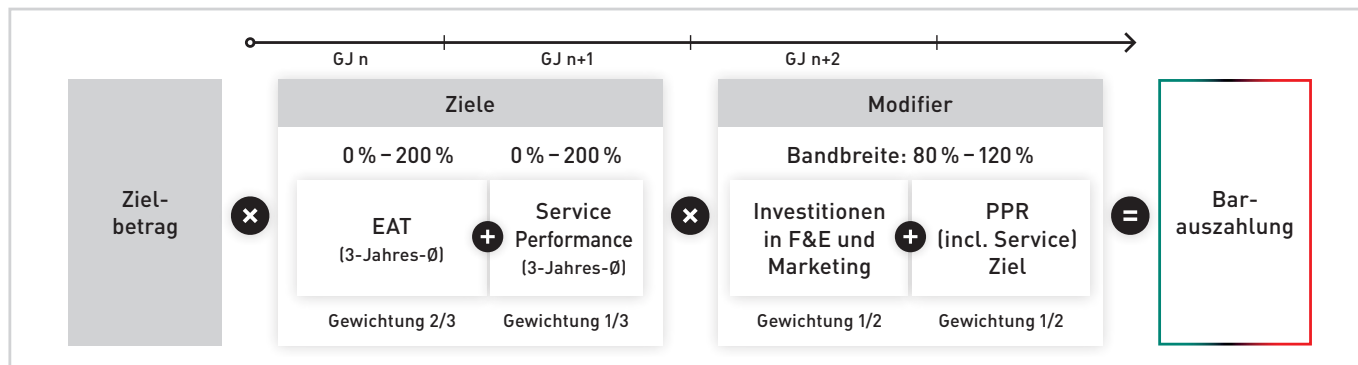 GJ n
GJ n+1
GJ n+2
Ziel-
betrag
×
Ziele
0 % – 200 %
0 % – 200 %
EAT
(3-Jahres-Ø)
+
Service
Performance
(3-Jahres-Ø)
Gewichtung 2/3
Gewichtung 1/3
×
Modifier
Bandbreite: 80 % – 120 %
Investitionen
in F&E und
Marketing
+
PPR
(incl. Service)
Ziel
Gewichtung 1/2
Gewichtung 1/2
=
Bar-
auszahlung